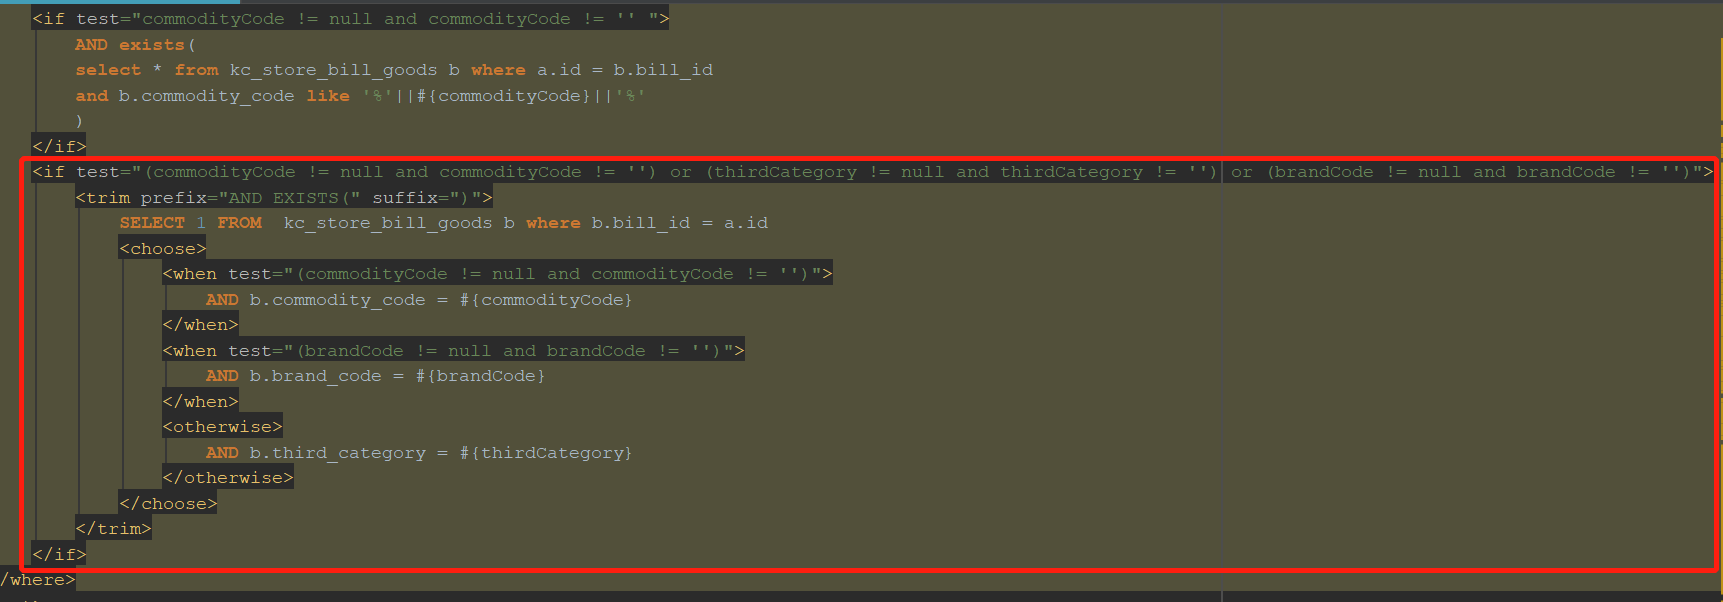 <if test="commodityCode != null and commodityCode != '' ">
AND exists(
select * from kc_store_bill_goods b where a.id = b.bill_id
and b.commodity_code like '%'||#{commodityCode}||'%'
)
</if>
<if test="(commodityCode != null and commodityCode != '') or (thirdCategory != null and thirdCategory != '') or (brandCode != null and brandCode != '')">
<trim prefix="AND EXISTS(" suffix=")">
SELECT 1 FROM  kc_store_bill_goods b where b.bill_id = a.id
<choose>
<when test="(commodityCode != null and commodityCode != '')">
AND b.commodity_code = #{commodityCode}
</when>
<when test="(brandCode != null and brandCode != '')">
AND b.brand_code = #{brandCode}
</when>
<otherwise>
AND b.third_category = #{thirdCategory}
</otherwise>
</choose>
</trim>
</if>
/where>